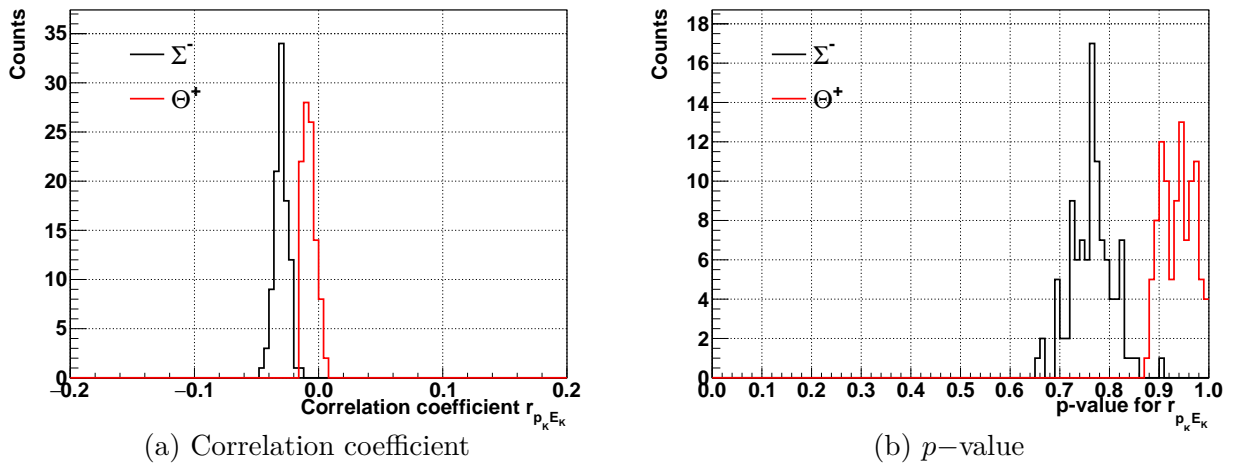 Counts
35
30
25
20
15
10
5
0
Σ⁻
Θ⁺
−0.2 −0.1 0.0 0.1 0.2
Correlation coefficient r_{p_K E_K}
(a) Correlation coefficient
Counts
18
16
14
12
10
8
6
4
2
0
Σ⁻
Θ⁺
0.0 0.1 0.2 0.3 0.4 0.5 0.6 0.7 0.8 0.9 1.0
p-value for r_{p_K E_K}
(b) p−value